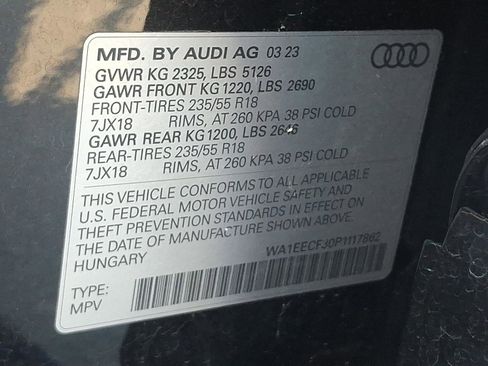 MFD. BY AUDI AG 03 23
GVWR KG 2325, LBS 5126
GAWR FRONT KG 1220, LBS 2690
FRONT-TIRES 235/55 R18
7JX18 RIMS, AT 260 KPA 38 PSI COLD
GAWR REAR KG1200, LBS 2646
REAR-TIRES 235/55 R18
7JX18 RIMS, AT 260 KPA 38 PSI COLD
THIS VEHICLE CONFORMS TO ALL APPLICABLE
U.S. FEDERAL MOTOR VEHICLE SAFETY AND
THEFT PREVENTION STANDARDS IN EFFECT ON
THE DATE OF MANUFACTURE SHOWN ABOVE.
HUNGARY WA1EECF30P1117862
TYPE:
MPV